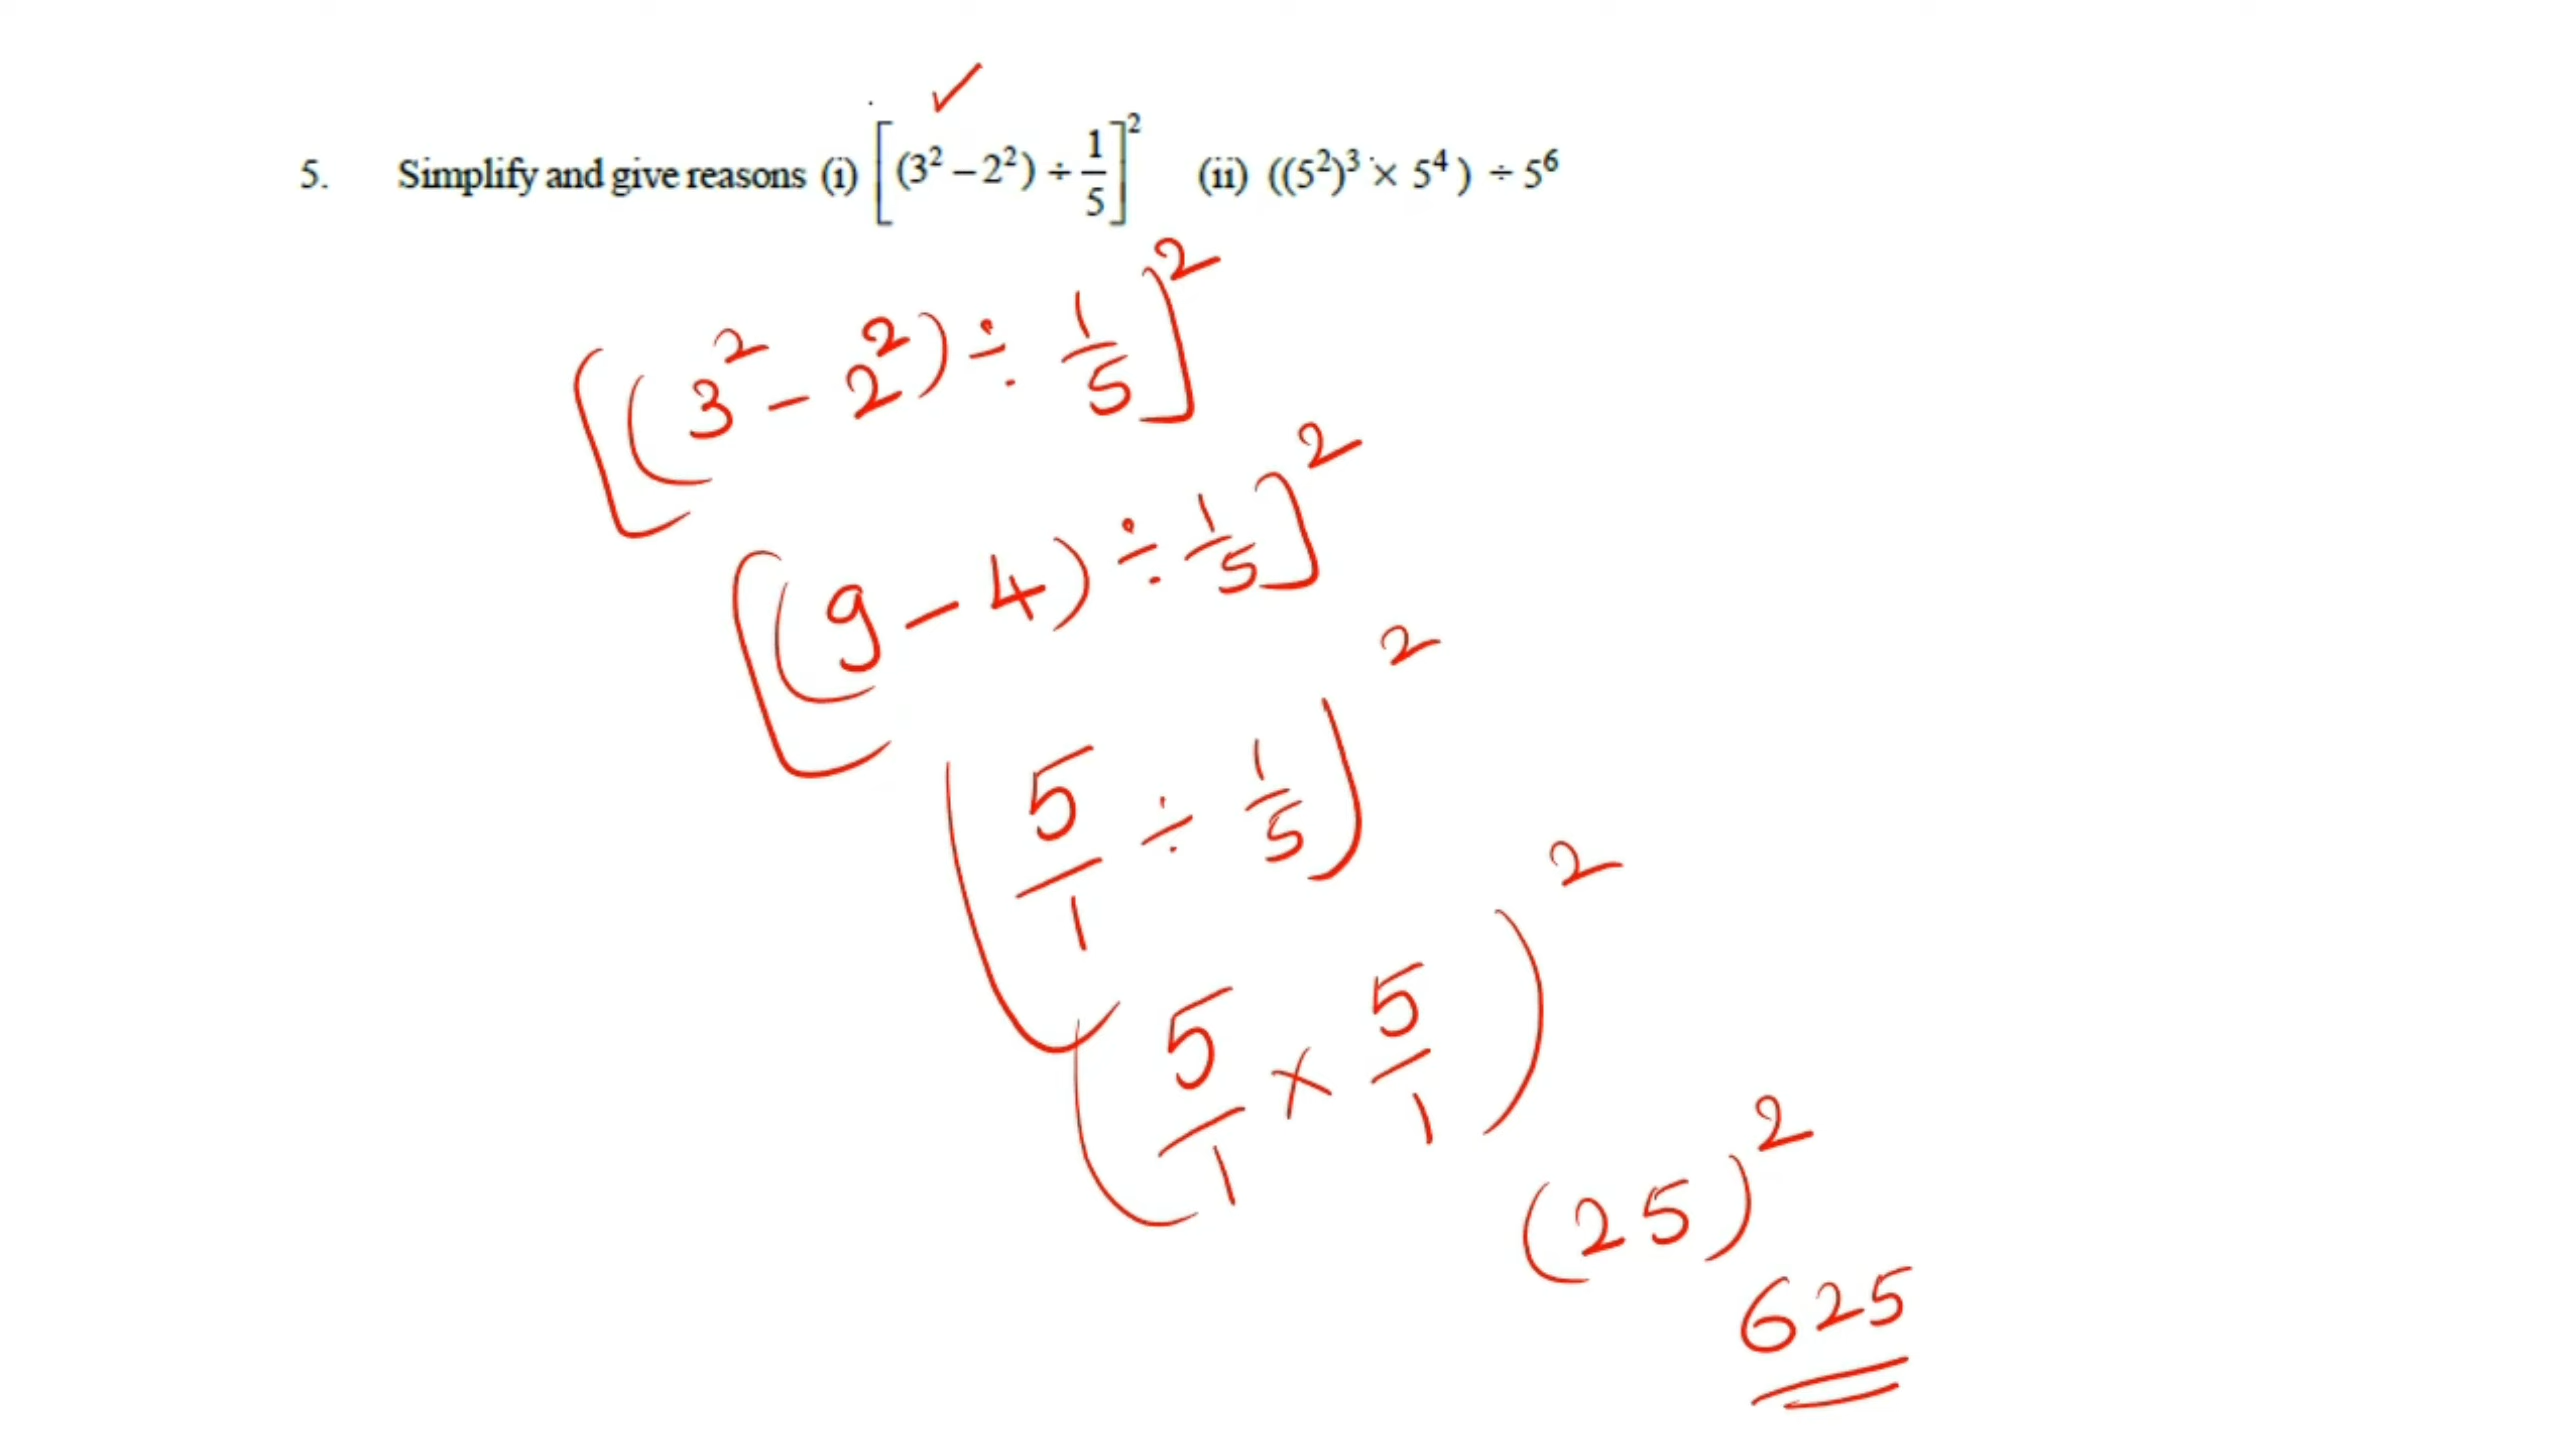 5. Simplify and give reasons (i) [(3² – 2²) ÷ 1/5]² (ii) ((5²)³ × 5⁴) ÷ 5⁶
[(3² – 2²) ÷ 1/5]²
[(9 – 4) ÷ 1/5]²
(5/1 ÷ 1/5)²
(5/1 × 5/1)²
(25)²
625